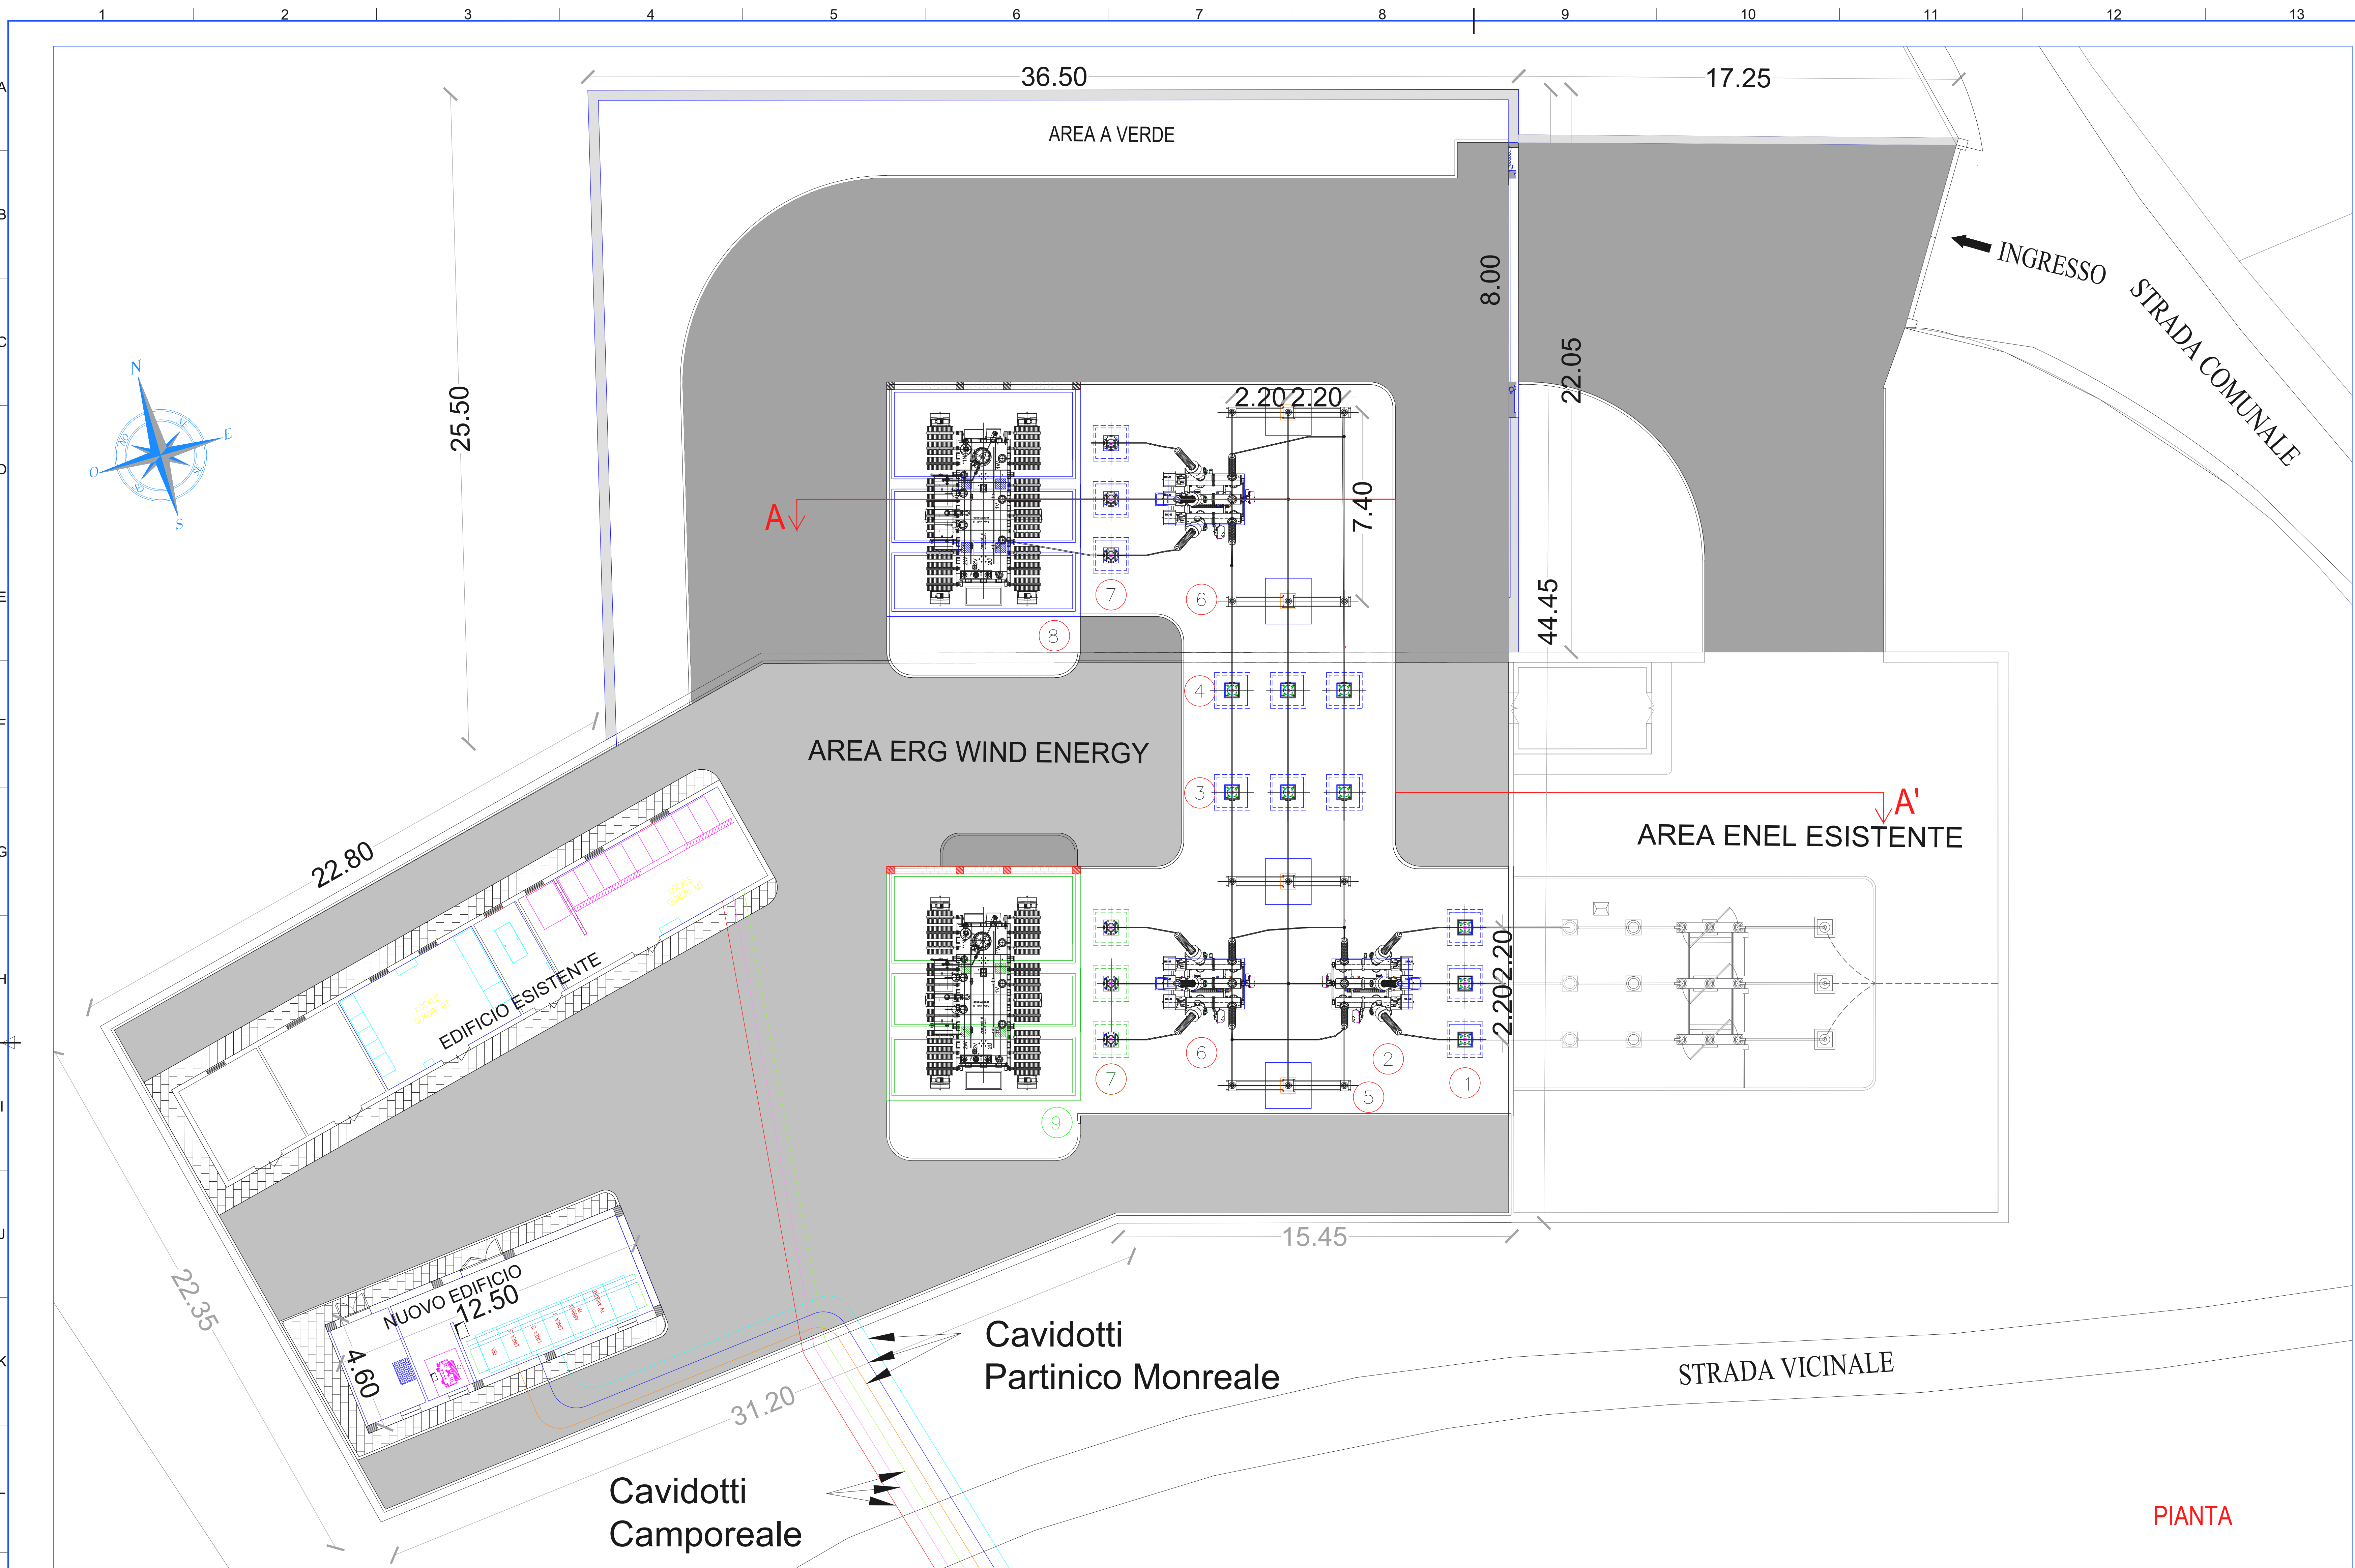 1 2 3 4 5 6 7 8 9 10 11 12 13
A
B
C
D
E
F
G
H
I
J
K
L
36.50
17.25
AREA A VERDE
INGRESSO
STRADA COMUNALE
8.00
22.05
44.45
25.50
N
NE
E
SE
S
SO
O
NO
2.20 2.20
7.40
A
7
6
8
4
AREA ERG WIND ENERGY
3
A'
AREA ENEL ESISTENTE
22.80
EDIFICIO ESISTENTE
2.20 2.20
6
2
7
1
5
9
15.45
22.35
NUOVO EDIFICIO
12.50
4.60
31.20
Cavidotti
Partinico Monreale
STRADA VICINALE
Cavidotti
Camporeale
PIANTA